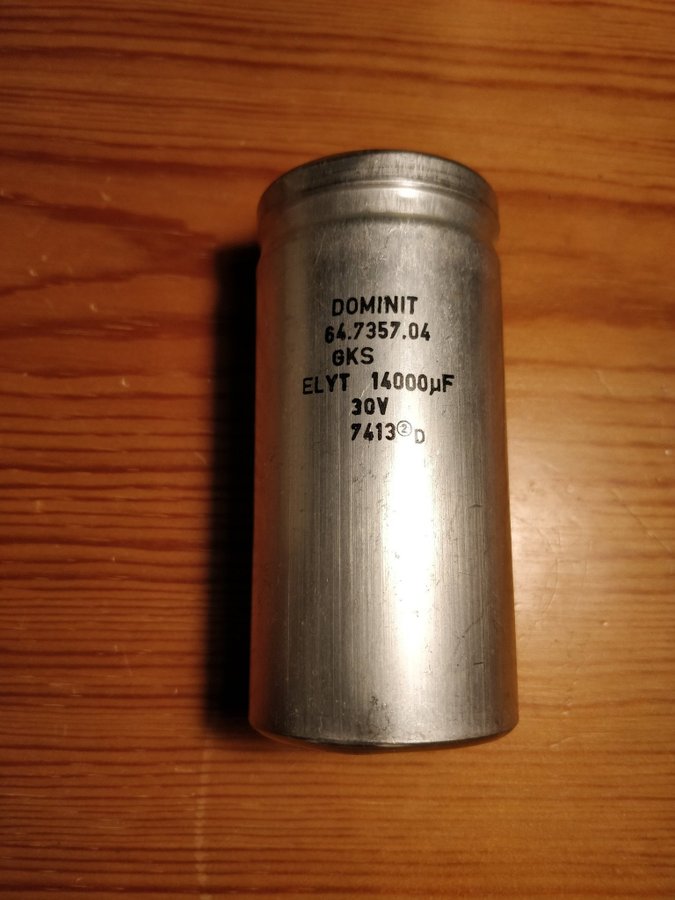 DOMINIT
64.7357.04
GKS
ELYT 14000µF
30V
7413②D